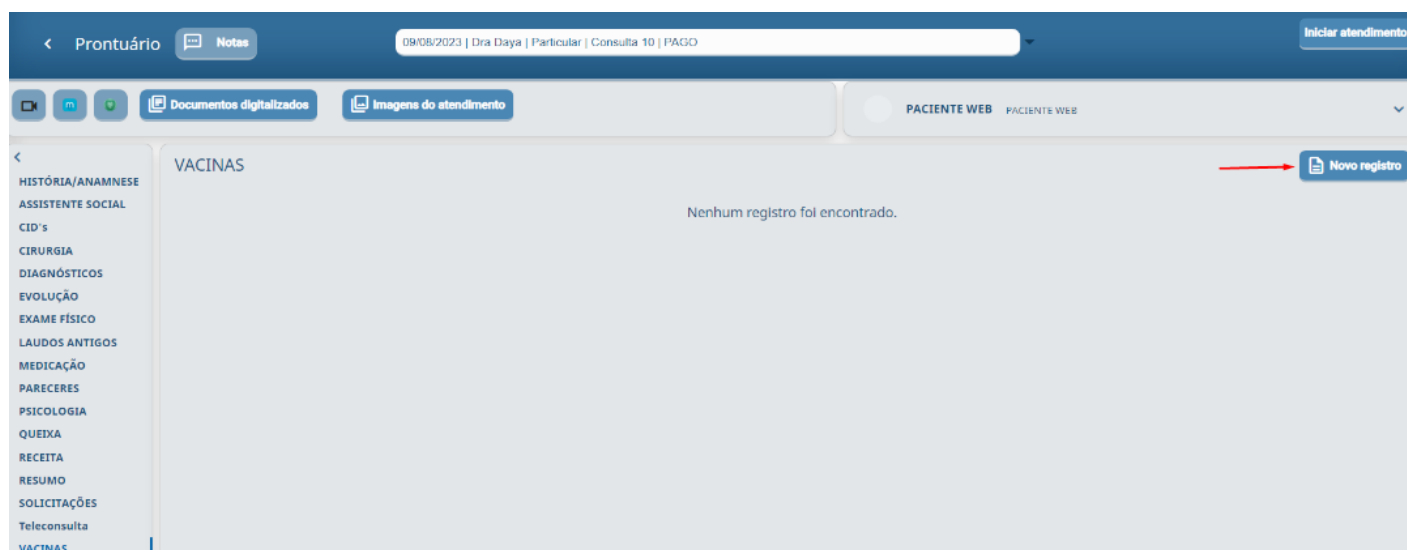 Prontuário
Notas
09/08/2023 | Dra Daya | Particular | Consulta 10 | PAGO
Iniciar atendimento
Documentos digitalizados
Imagens do atendimento
PACIENTE WEB PACIENTE WEB
VACINAS
Novo registro
Nenhum registro foi encontrado.
HISTÓRIA/ANAMNESE
ASSISTENTE SOCIAL
CID's
CIRURGIA
DIAGNÓSTICOS
EVOLUÇÃO
EXAME FÍSICO
LAUDOS ANTIGOS
MEDICAÇÃO
PARECERES
PSICOLOGIA
QUEIXA
RECEITA
RESUMO
SOLICITAÇÕES
Teleconsulta
VACINAS